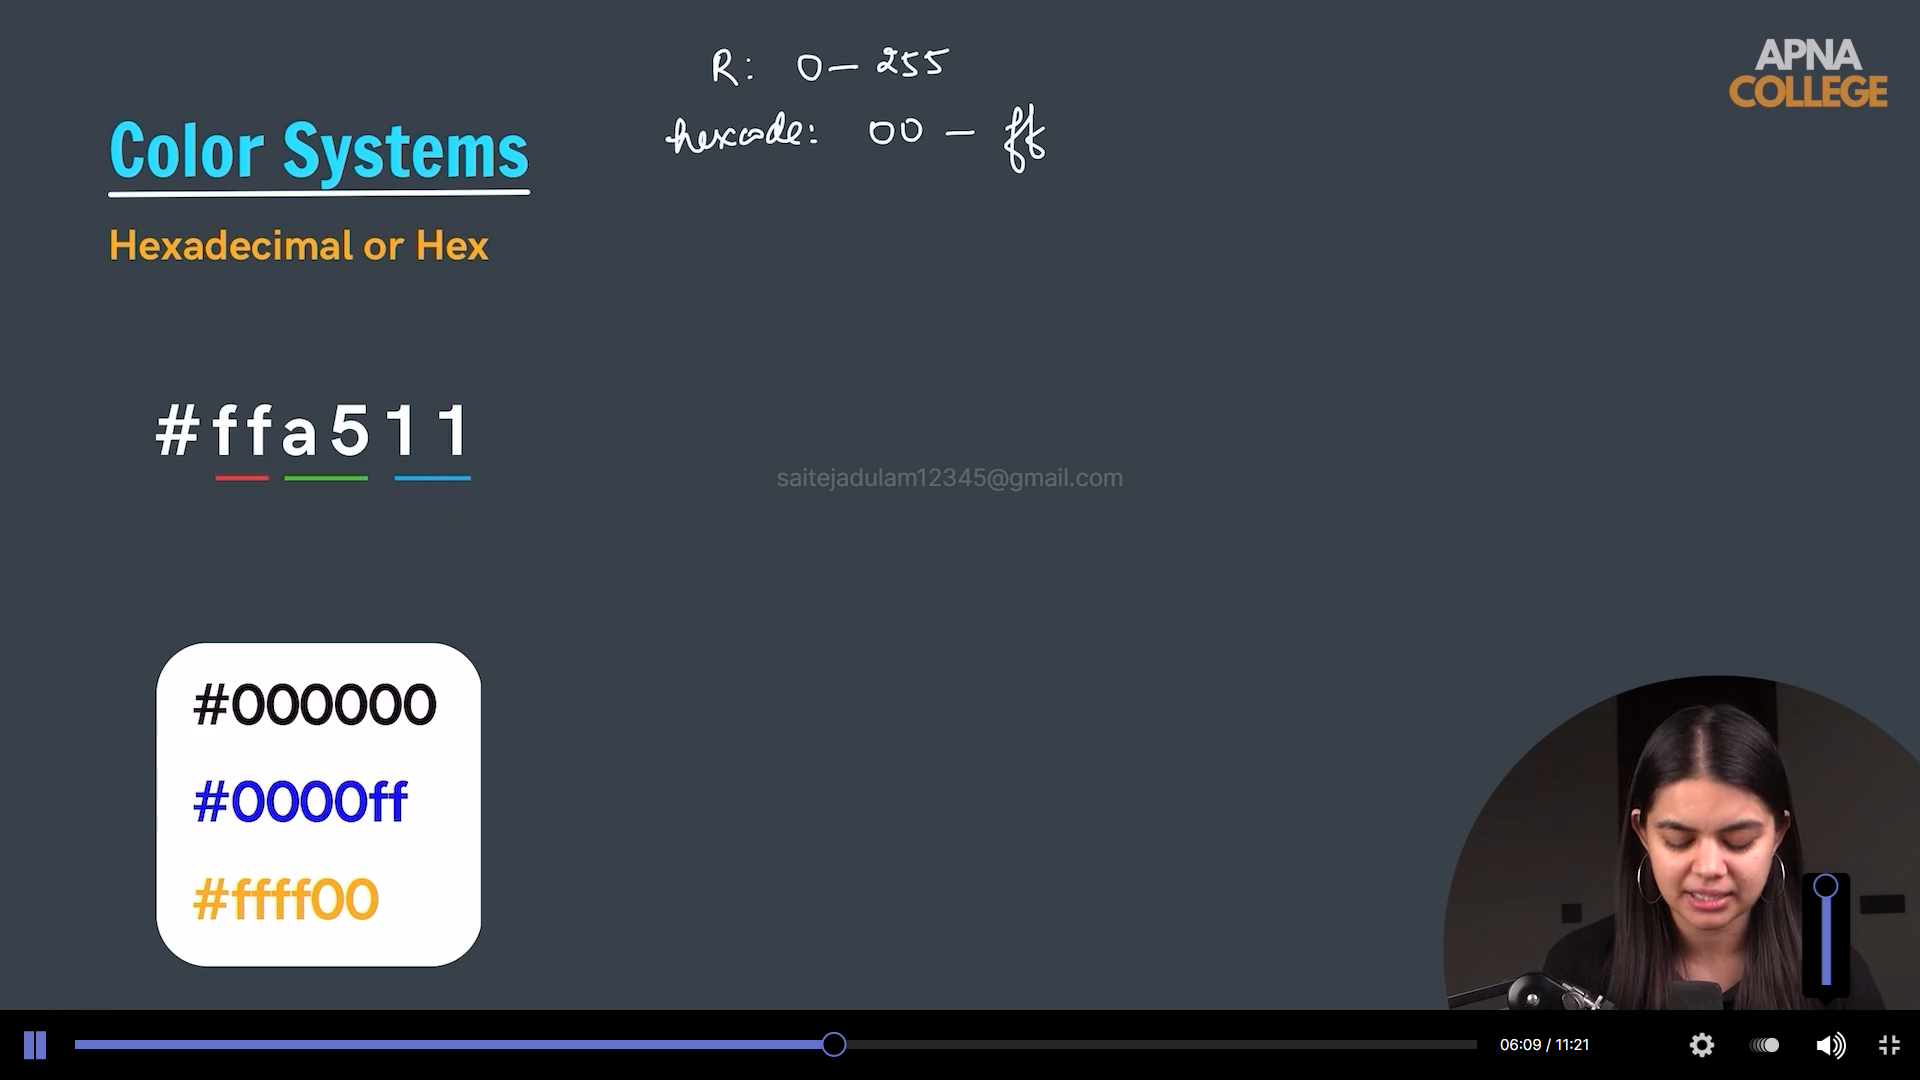 R: 0 – 255
APNA
COLLEGE
hexcode: 00 – ff
Color Systems
Hexadecimal or Hex
#ffa511
saitejadulam12345@gmail.com
#000000
#0000ff
#ffff00
06:09 / 11:21